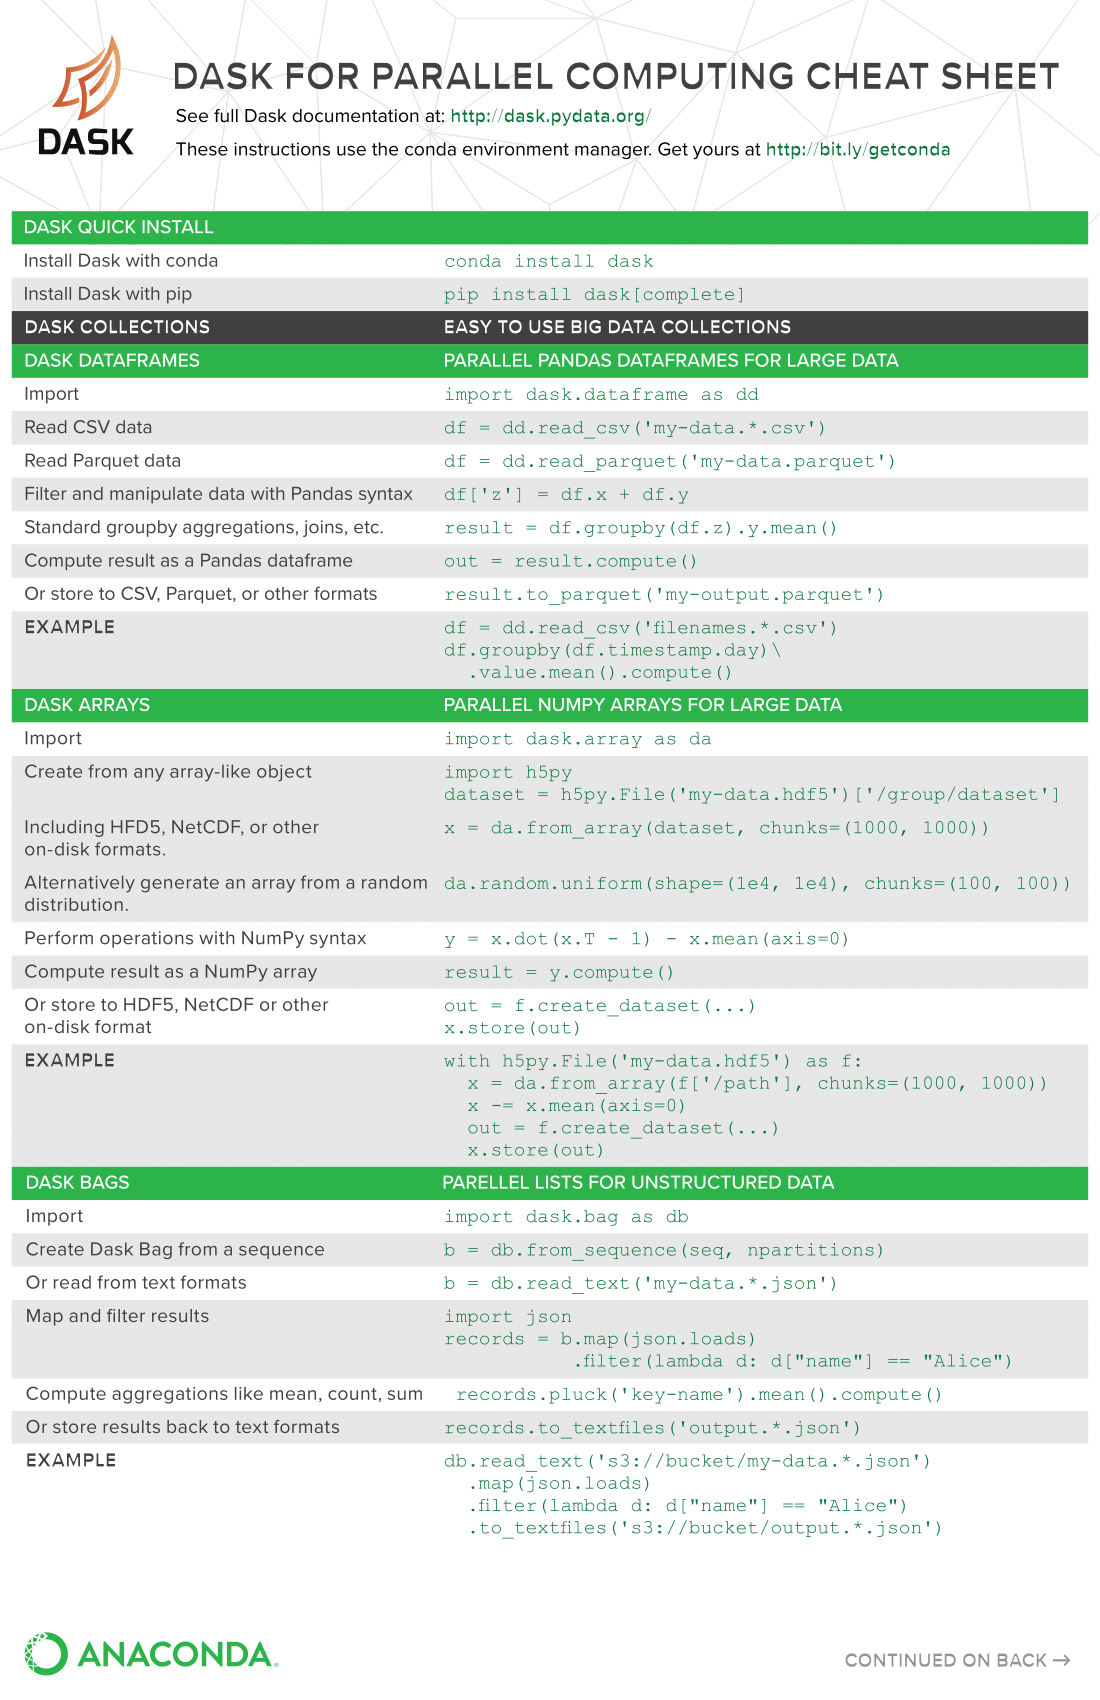 DASK
DASK FOR PARALLEL COMPUTING CHEAT SHEET
See full Dask documentation at: http://dask.pydata.org/
These instructions use the conda environment manager. Get yours at http://bit.ly/getconda
DASK QUICK INSTALL
Install Dask with conda conda install dask
Install Dask with pip pip install dask[complete]
DASK COLLECTIONS EASY TO USE BIG DATA COLLECTIONS
DASK DATAFRAMES PARALLEL PANDAS DATAFRAMES FOR LARGE DATA
Import import dask.dataframe as dd
Read CSV data df = dd.read_csv('my-data.*.csv')
Read Parquet data df = dd.read_parquet('my-data.parquet')
Filter and manipulate data with Pandas syntax df['z'] = df.x + df.y
Standard groupby aggregations, joins, etc. result = df.groupby(df.z).y.mean()
Compute result as a Pandas dataframe out = result.compute()
Or store to CSV, Parquet, or other formats result.to_parquet('my-output.parquet')
EXAMPLE df = dd.read_csv('filenames.*.csv')
df.groupby(df.timestamp.day)\
.value.mean().compute()
DASK ARRAYS PARALLEL NUMPY ARRAYS FOR LARGE DATA
Import import dask.array as da
Create from any array-like object import h5py
dataset = h5py.File('my-data.hdf5')['/group/dataset']
Including HFD5, NetCDF, or other x = da.from_array(dataset, chunks=(1000, 1000))
on-disk formats.
Alternatively generate an array from a random da.random.uniform(shape=(1e4, 1e4), chunks=(100, 100))
distribution.
Perform operations with NumPy syntax y = x.dot(x.T - 1) - x.mean(axis=0)
Compute result as a NumPy array result = y.compute()
Or store to HDF5, NetCDF or other out = f.create_dataset(...)
on-disk format x.store(out)
EXAMPLE with h5py.File('my-data.hdf5') as f:
x = da.from_array(f['/path'], chunks=(1000, 1000))
x -= x.mean(axis=0)
out = f.create_dataset(...)
x.store(out)
DASK BAGS PARELLEL LISTS FOR UNSTRUCTURED DATA
Import import dask.bag as db
Create Dask Bag from a sequence b = db.from_sequence(seq, npartitions)
Or read from text formats b = db.read_text('my-data.*.json')
Map and filter results import json
records = b.map(json.loads)
.filter(lambda d: d["name"] == "Alice")
Compute aggregations like mean, count, sum records.pluck('key-name').mean().compute()
Or store results back to text formats records.to_textfiles('output.*.json')
EXAMPLE db.read_text('s3://bucket/my-data.*.json')
.map(json.loads)
.filter(lambda d: d["name"] == "Alice")
.to_textfiles('s3://bucket/output.*.json')
ANACONDA
CONTINUED ON BACK →